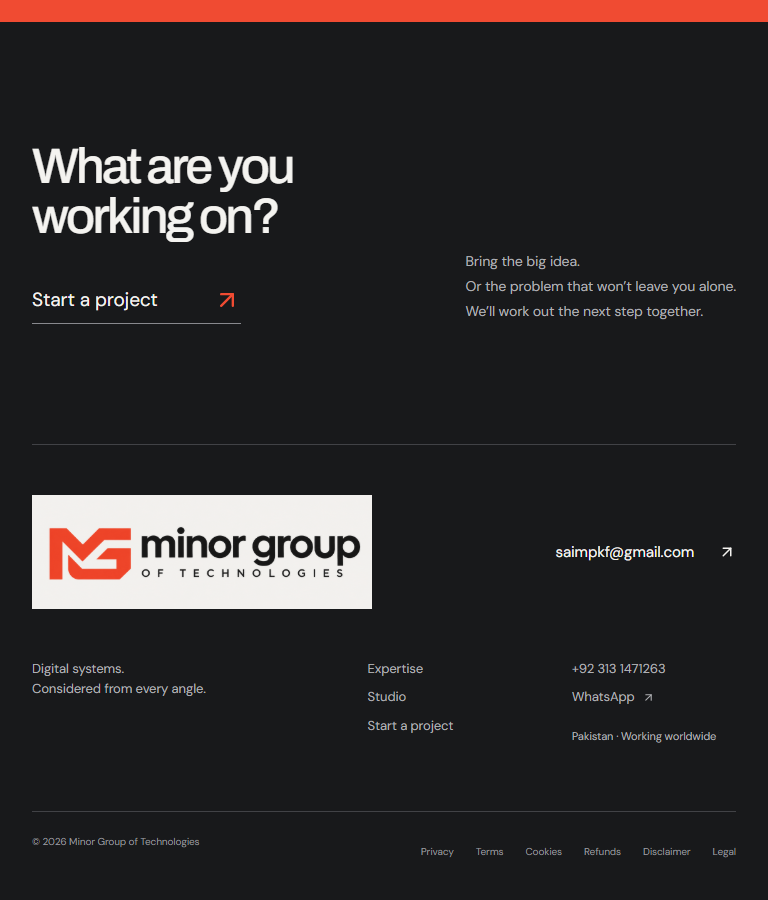 What are you
working on?
Start a project
Bring the big idea.
Or the problem that won’t leave you alone.
We’ll work out the next step together.
minor group
OF TECHNOLOGIES
saimpkf@gmail.com
Digital systems.
Considered from every angle.
Expertise
Studio
Start a project
+92 313 1471263
WhatsApp
Pakistan · Working worldwide
© 2026 Minor Group of Technologies
Privacy Terms Cookies Refunds Disclaimer Legal